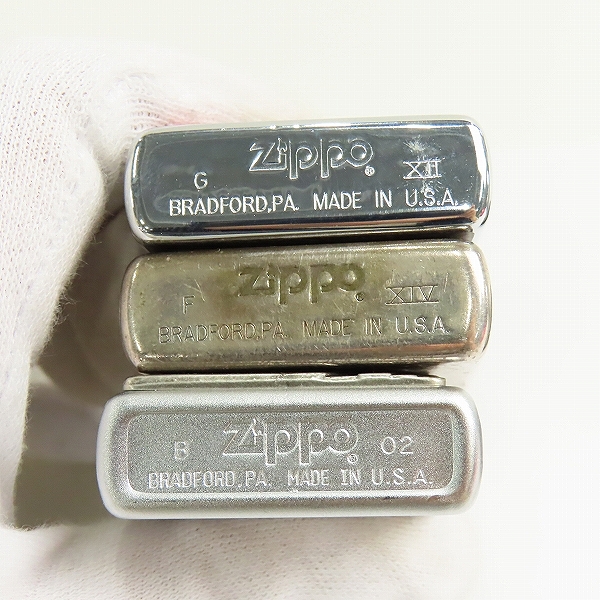 Zippo
G XII
BRADFORD,PA. MADE IN U.S.A.
Zippo
F XIV
BRADFORD,PA. MADE IN U.S.A.
B Zippo 02
BRADFORD,PA. MADE IN U.S.A.